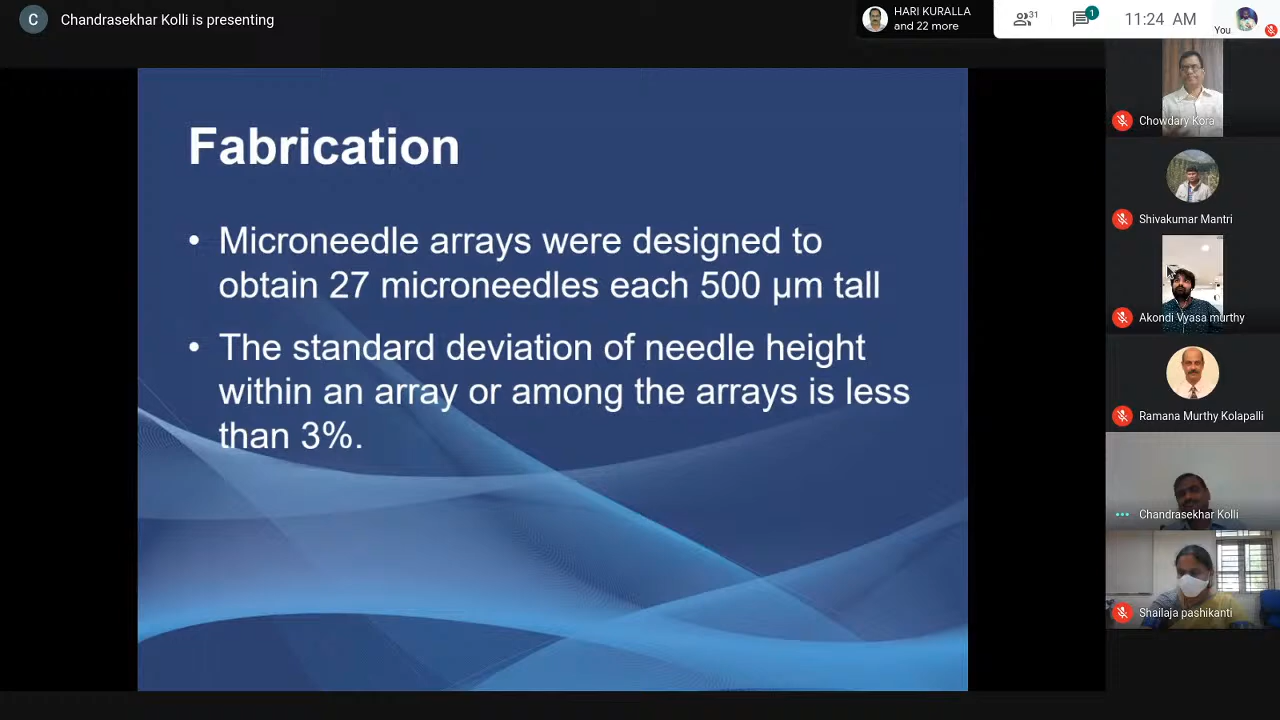 C Chandrasekhar Kolli is presenting
HARI KURALLA
and 22 more
31
1
11:24 AM
You
Fabrication
• Microneedle arrays were designed to
obtain 27 microneedles each 500 µm tall
• The standard deviation of needle height
within an array or among the arrays is less
than 3%.
Chowdary Kora
Shivakumar Mantri
Akondi Vyasa murthy
Ramana Murthy Kolapalli
Chandrasekhar Kolli
Shailaja pashikanti